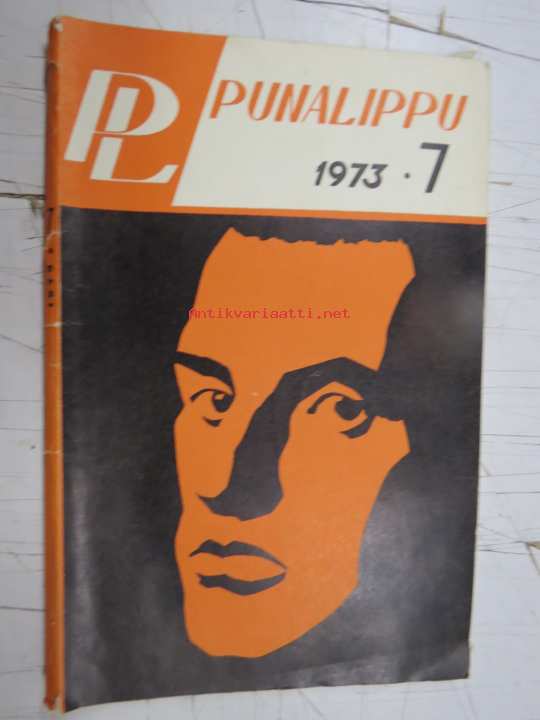 PL
PUNALIPPU
1973 · 7
Antikvariaatti.net